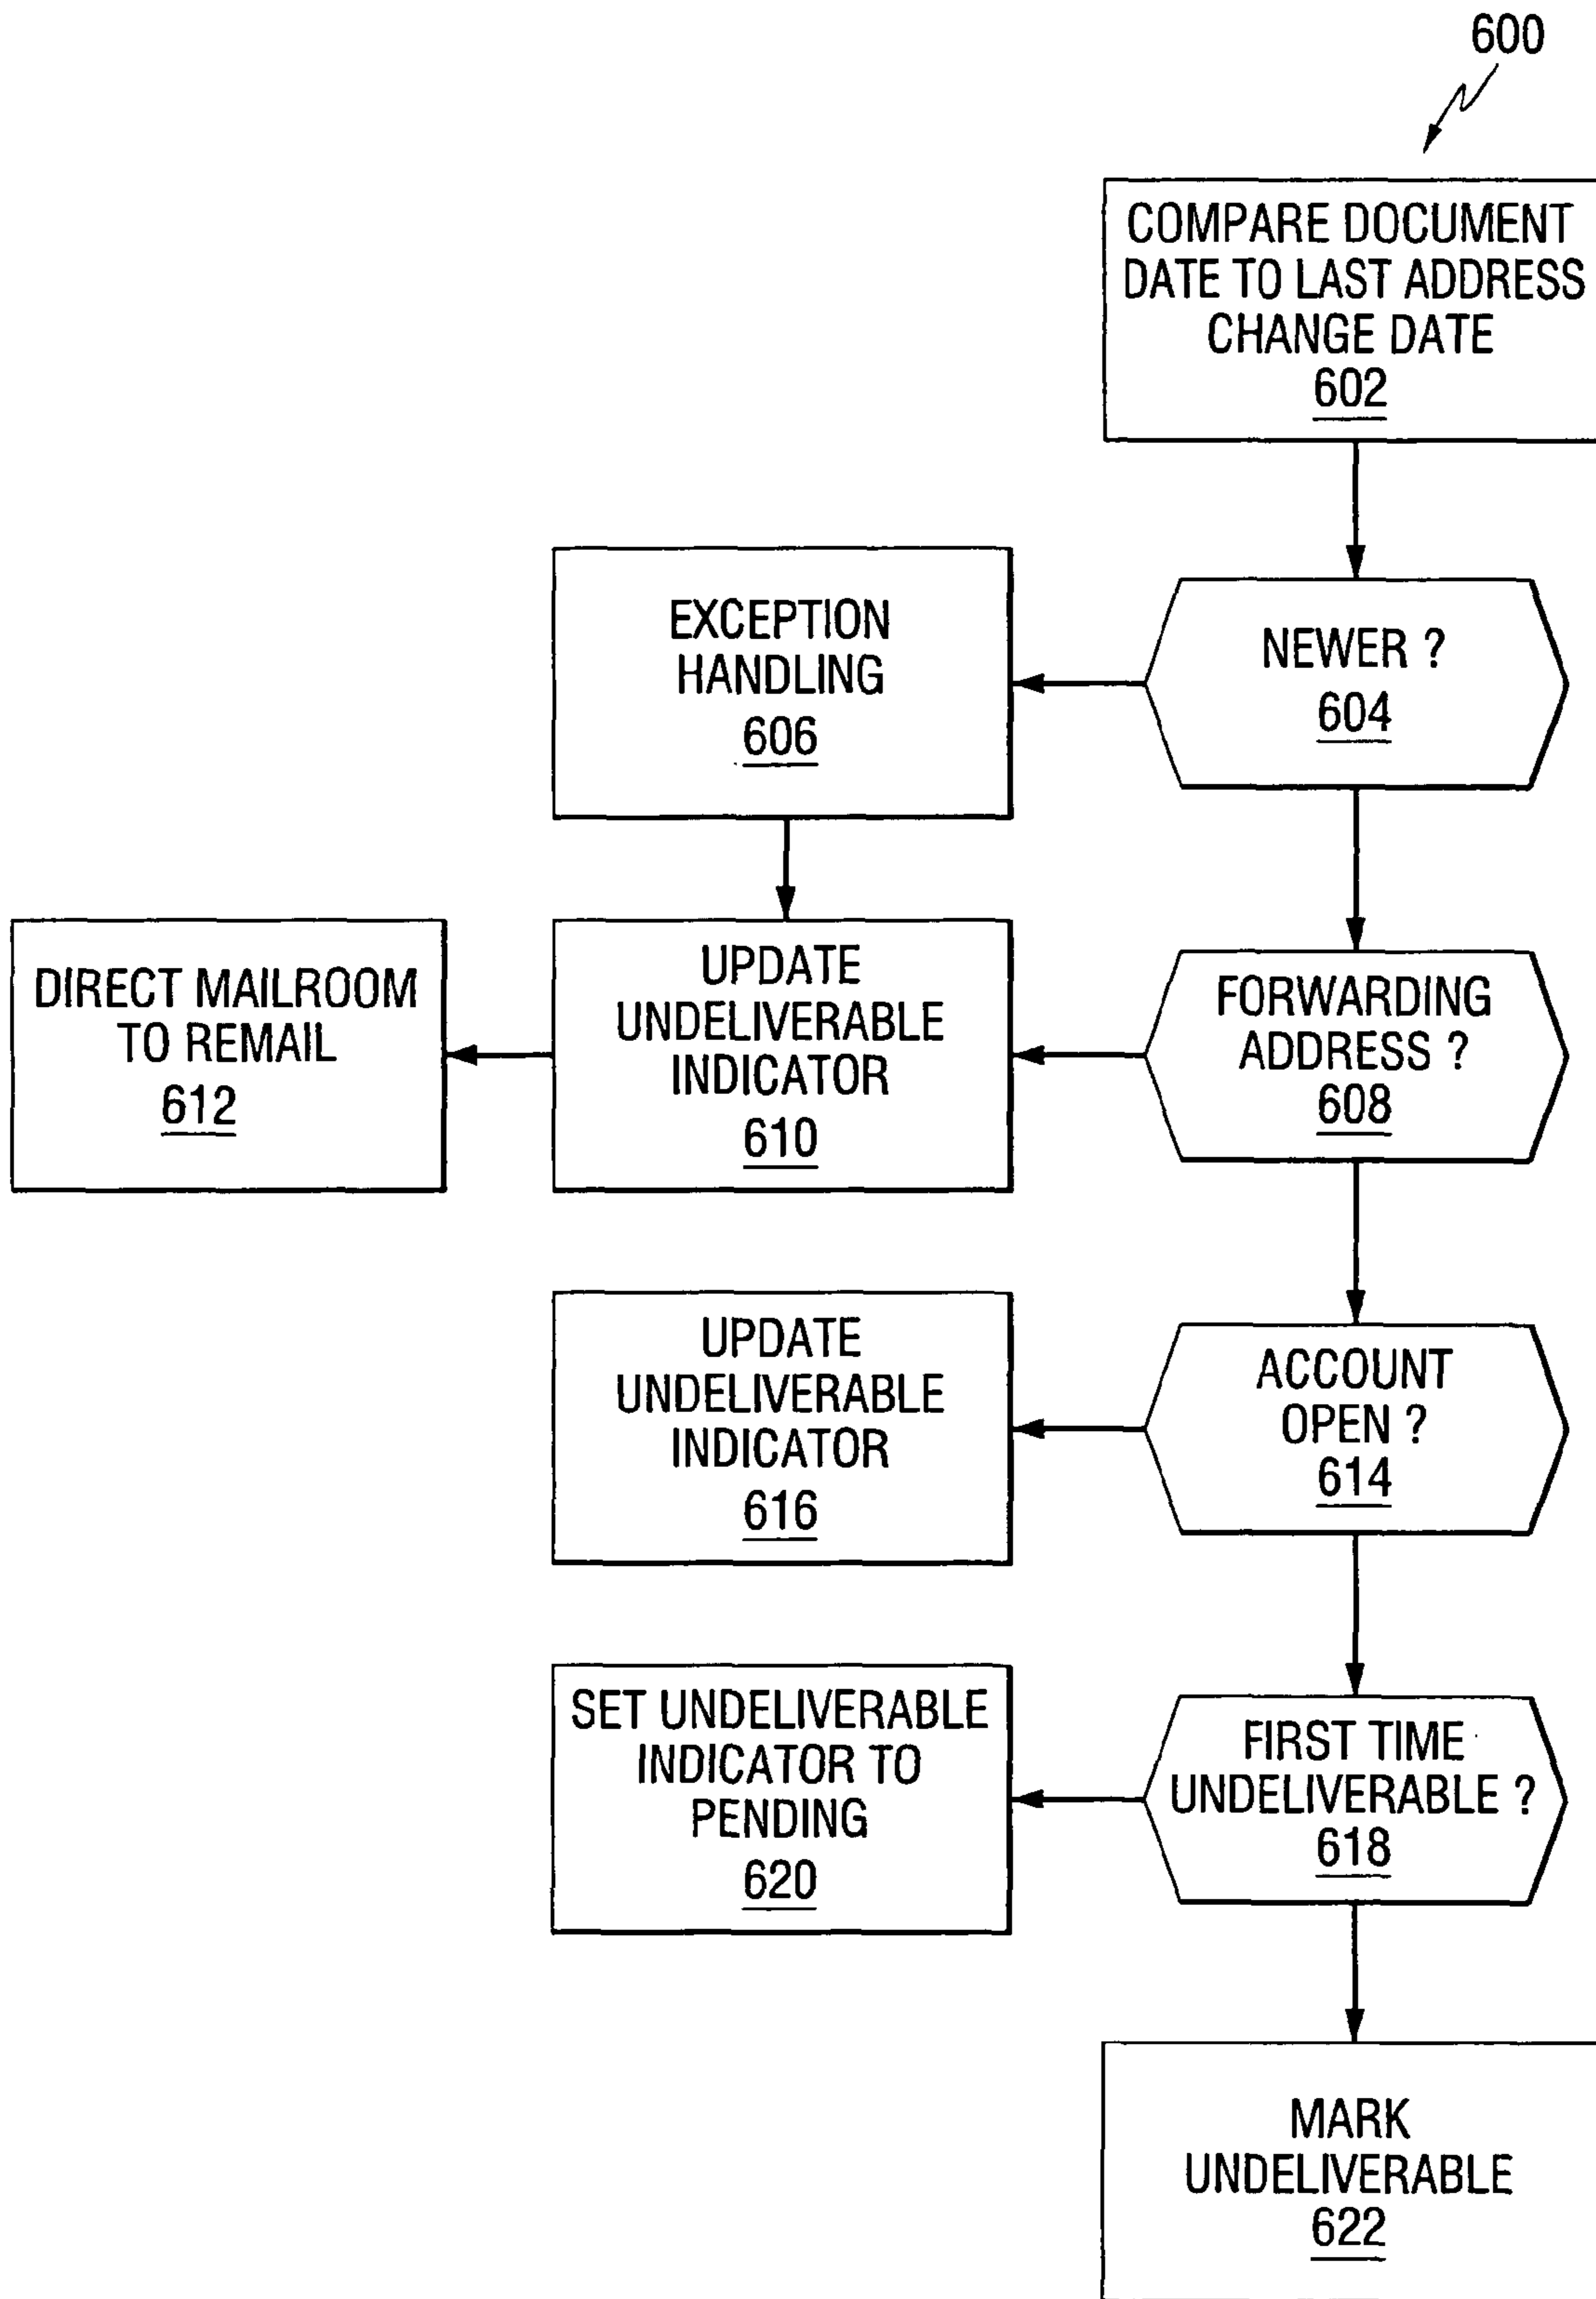 600
COMPARE DOCUMENT
DATE TO LAST ADDRESS
CHANGE DATE
602
EXCEPTION
HANDLING
606
NEWER ?
604
DIRECT MAILROOM
TO REMAIL
612
UPDATE
UNDELIVERABLE
INDICATOR
610
FORWARDING
ADDRESS ?
608
UPDATE
UNDELIVERABLE
INDICATOR
616
ACCOUNT
OPEN ?
614
SET UNDELIVERABLE
INDICATOR TO
PENDING
620
FIRST TIME
UNDELIVERABLE ?
618
MARK
UNDELIVERABLE
622